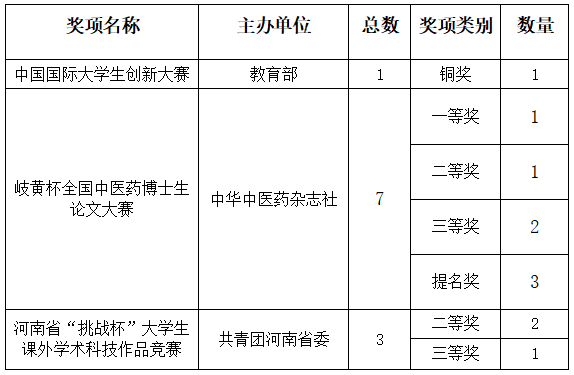 奖项名称 主办单位 总数 奖项类别 数量
中国国际大学生创新大赛 教育部 1 铜奖 1
岐黄杯全国中医药博士生
论文大赛 中华中医药杂志社 7 一等奖 1
二等奖 1
三等奖 2
提名奖 3
河南省“挑战杯”大学生
课外学术科技作品竞赛 共青团河南省委 3 二等奖 2
三等奖 1